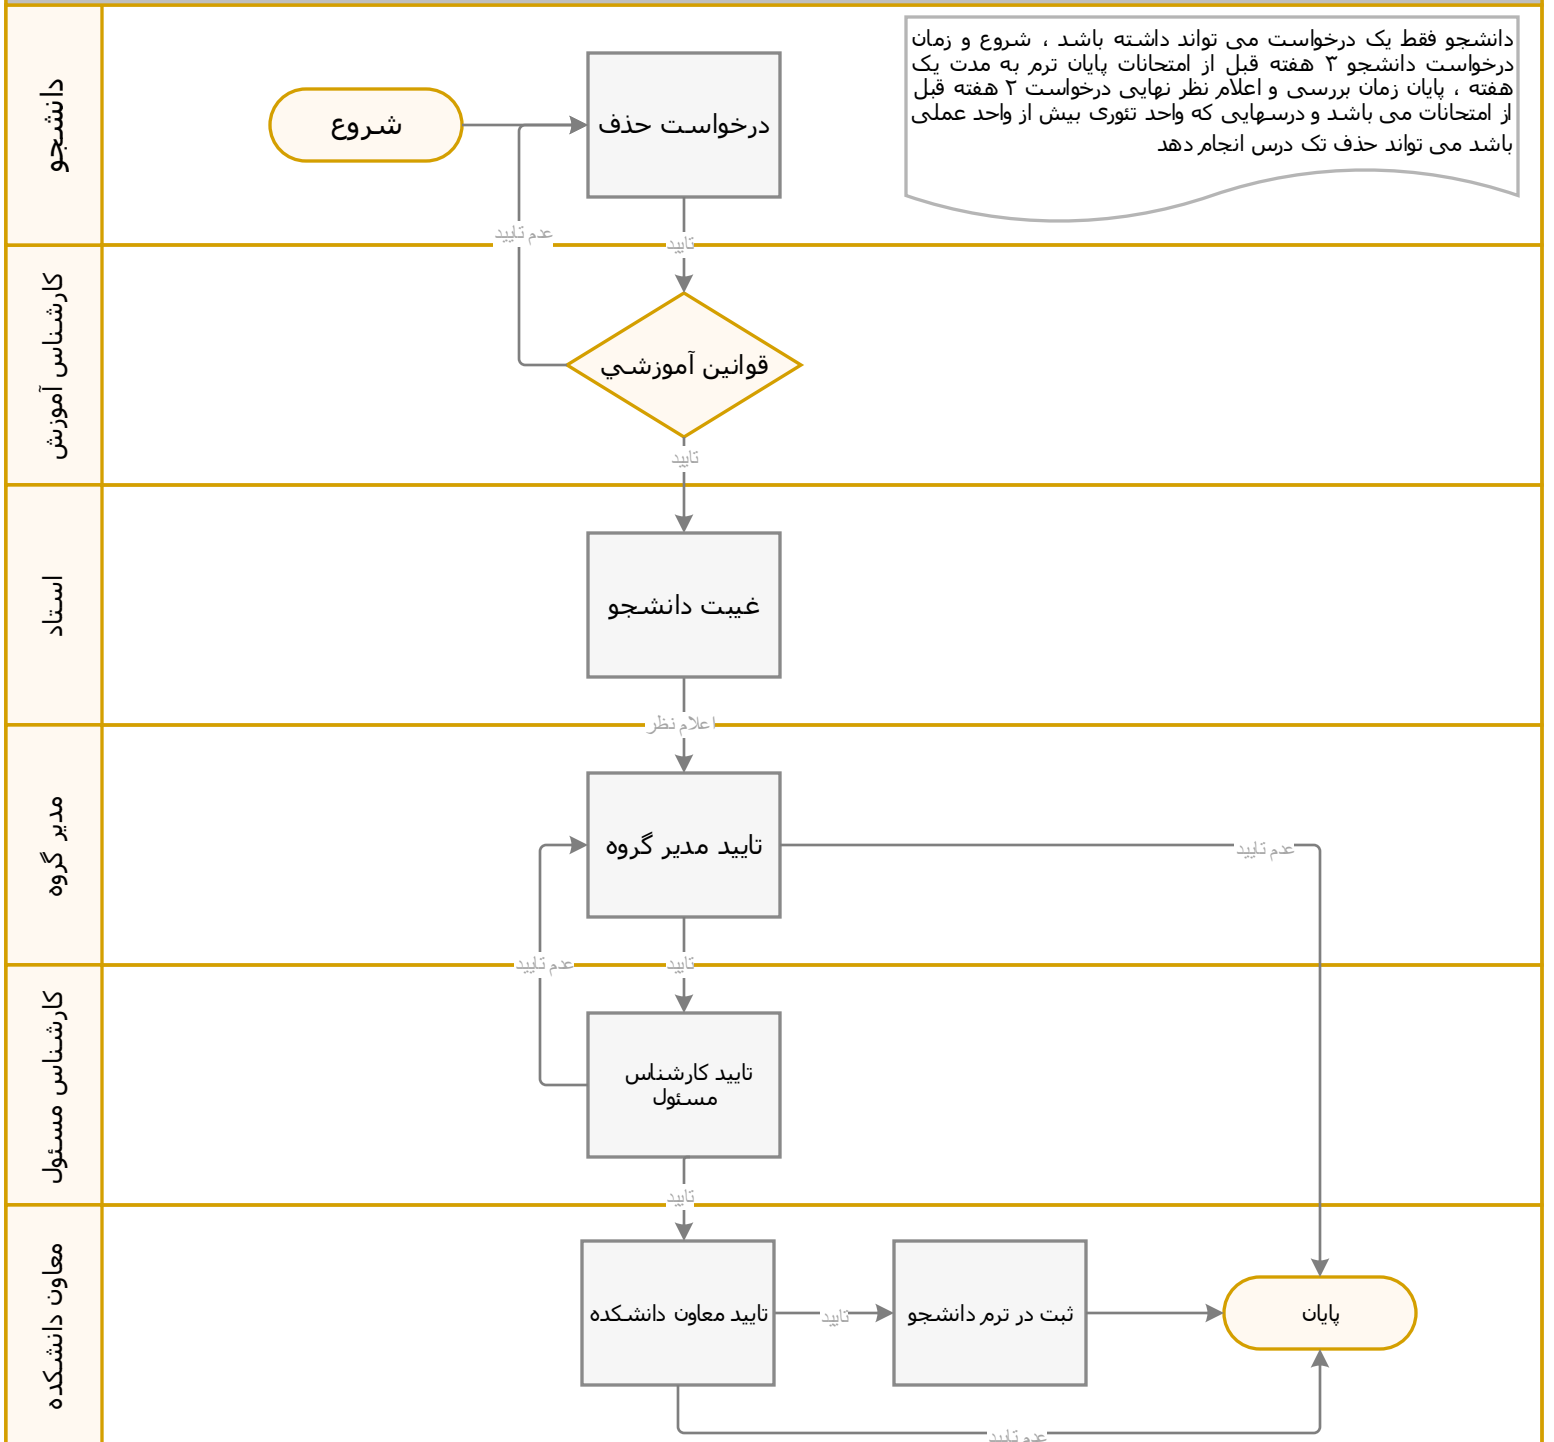 دانشجو
شروع
درخواست حذف
دانشجو فقط یک درخواست می تواند داشته باشد ، شروع و زمان
درخواست دانشجو ۳ هفته قبل از امتحانات پایان ترم به مدت یک
هفته ، پایان زمان بررسی و اعلام نظر نهایی درخواست ۲ هفته قبل
از امتحانات می باشد و درسهایی که واحد تئوری بیش از واحد عملی
باشد می تواند حذف تک درس انجام دهد
عدم تایید
تایید
کارشناس آموزش
قوانین آموزشي
تایید
استاد
غیبت دانشجو
اعلام نظر
مدیر گروه
تایید مدیر گروه
عدم تایید
عدم تایید
تایید
کارشناس مسئول
تایید کارشناس
مسئول
تایید
معاون دانشکده
تایید معاون دانشکده
تایید
ثبت در ترم دانشجو
پایان
عدم تایید